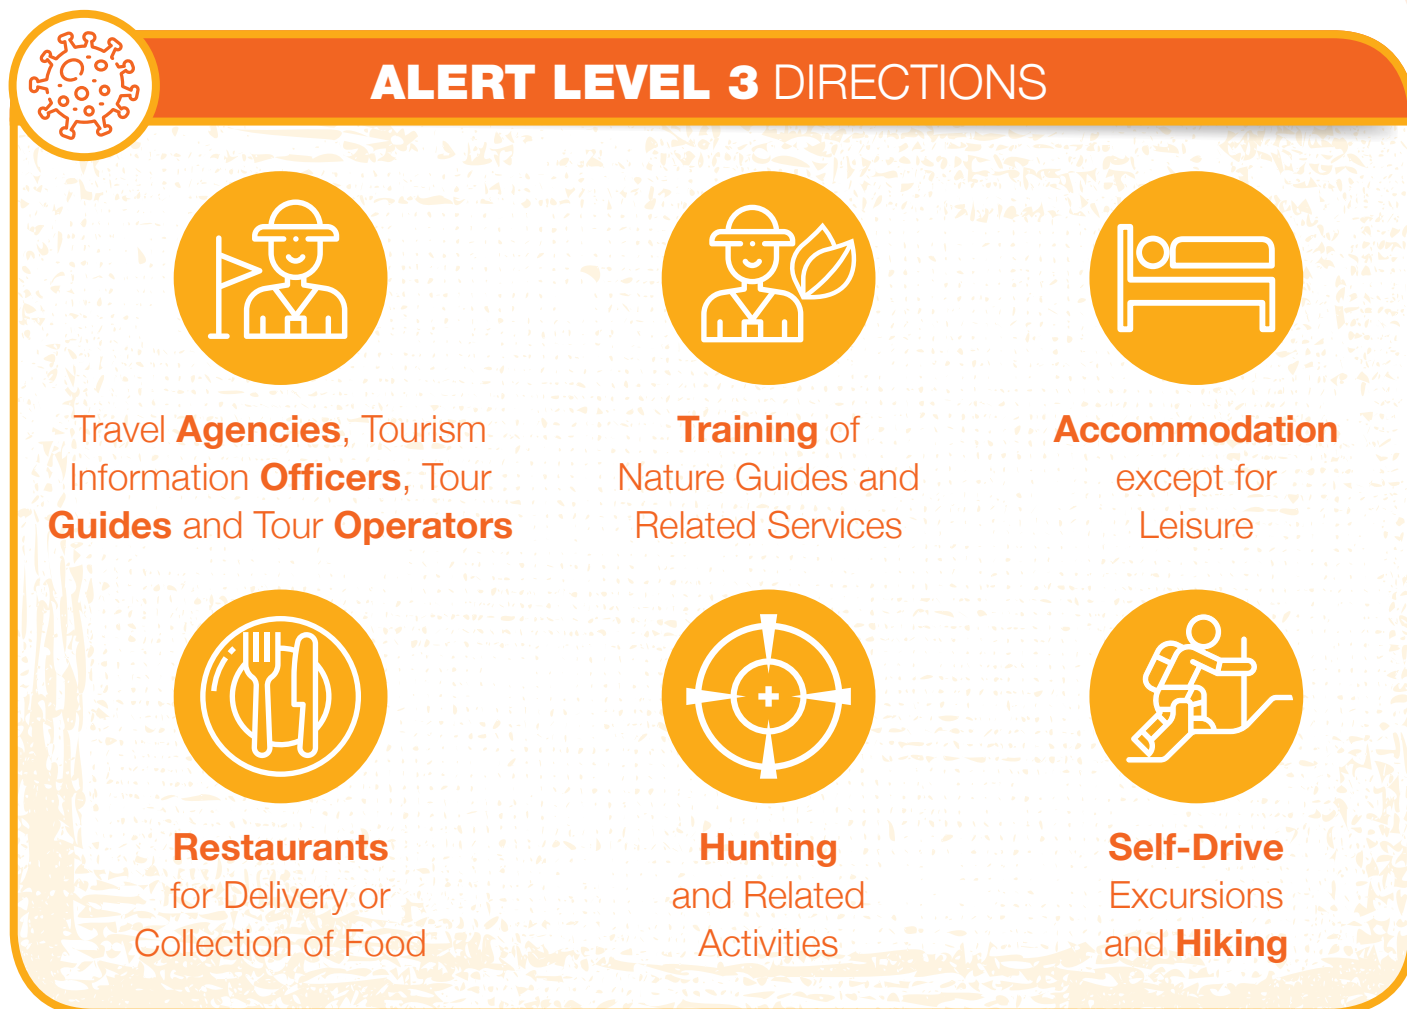 ALERT LEVEL 3 DIRECTIONS
Travel Agencies, Tourism
Information Officers, Tour
Guides and Tour Operators
Training of
Nature Guides and
Related Services
Accommodation
except for
Leisure
Restaurants
for Delivery or
Collection of Food
Hunting
and Related
Activities
Self-Drive
Excursions
and Hiking